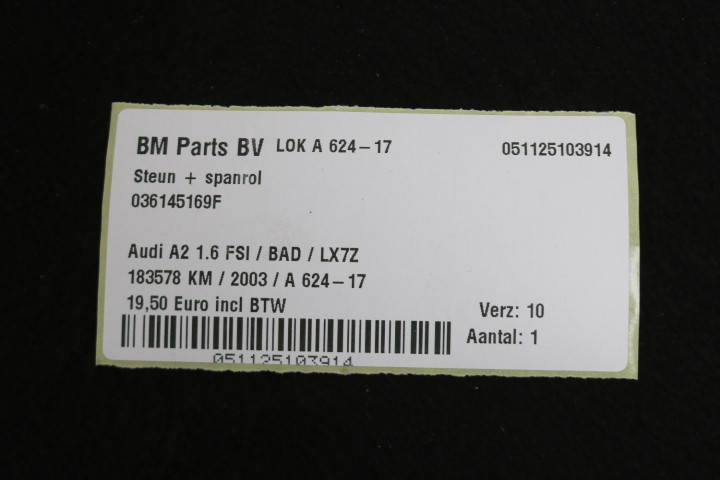 BM Parts BV LOK A 624-17 051125103914
Steun + spanrol
036145169F
Audi A2 1.6 FSI / BAD / LX7Z
183578 KM / 2003 / A 624-17
19,50 Euro incl BTW Verz: 10
Aantal: 1
051125103914